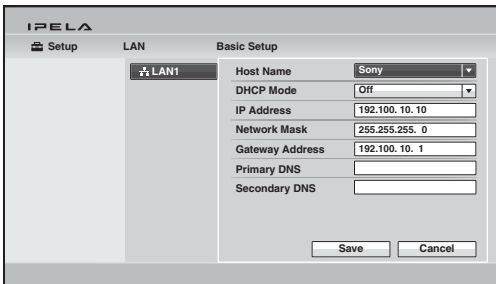 IPELA
Setup LAN Basic Setup
LAN1
Host Name Sony
DHCP Mode Off
IP Address 192.100. 10. 10
Network Mask 255.255.255. 0
Gateway Address 192.100. 10. 1
Primary DNS
Secondary DNS
Save Cancel